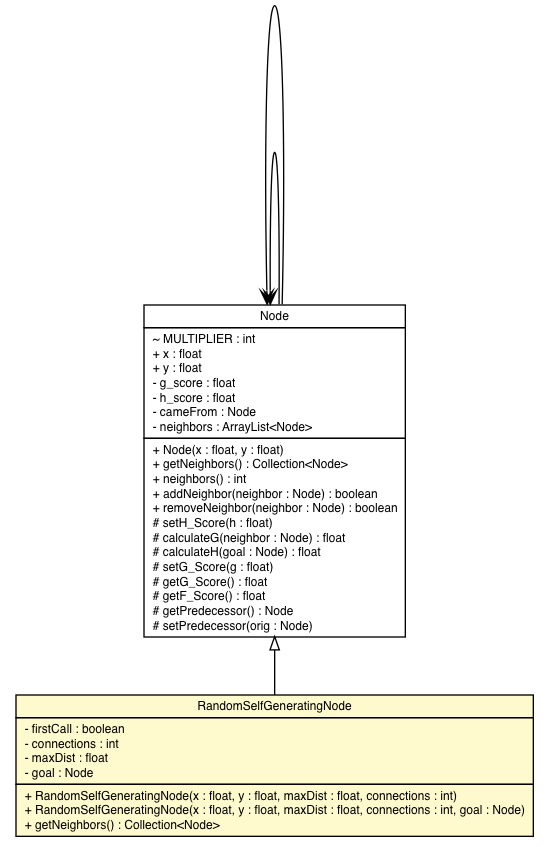 Node
~ MULTIPLIER : int
+ x : float
+ y : float
- g_score : float
- h_score : float
- cameFrom : Node
- neighbors : ArrayList<Node>
+ Node(x : float, y : float)
+ getNeighbors() : Collection<Node>
+ neighbors() : int
+ addNeighbor(neighbor : Node) : boolean
+ removeNeighbor(neighbor : Node) : boolean
# setH_Score(h : float)
# calculateG(neighbor : Node) : float
# calculateH(goal : Node) : float
# setG_Score(g : float)
# getG_Score() : float
# getF_Score() : float
# getPredecessor() : Node
# setPredecessor(orig : Node)
RandomSelfGeneratingNode
- firstCall : boolean
- connections : int
- maxDist : float
- goal : Node
+ RandomSelfGeneratingNode(x : float, y : float, maxDist : float, connections : int)
+ RandomSelfGeneratingNode(x : float, y : float, maxDist : float, connections : int, goal : Node)
+ getNeighbors() : Collection<Node>